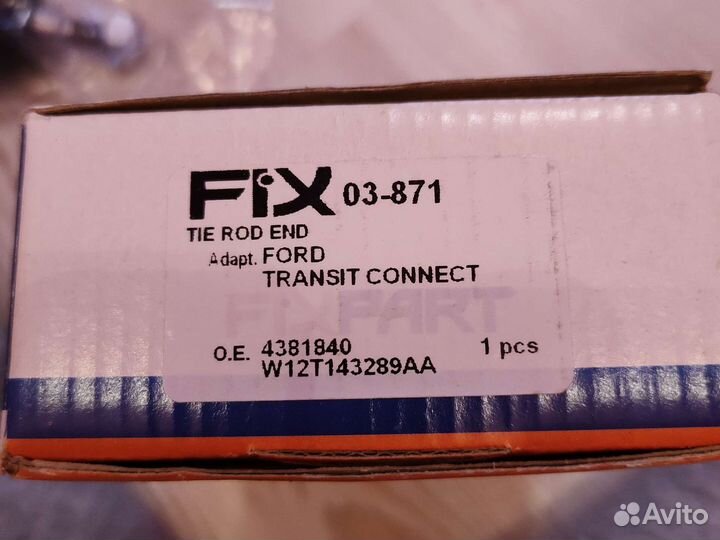 FiX 03-871
TIE ROD END
Adapt. FORD
TRANSIT CONNECT
FiXPART
O.E. 4381840 1 pcs
W12T143289AA
Avito